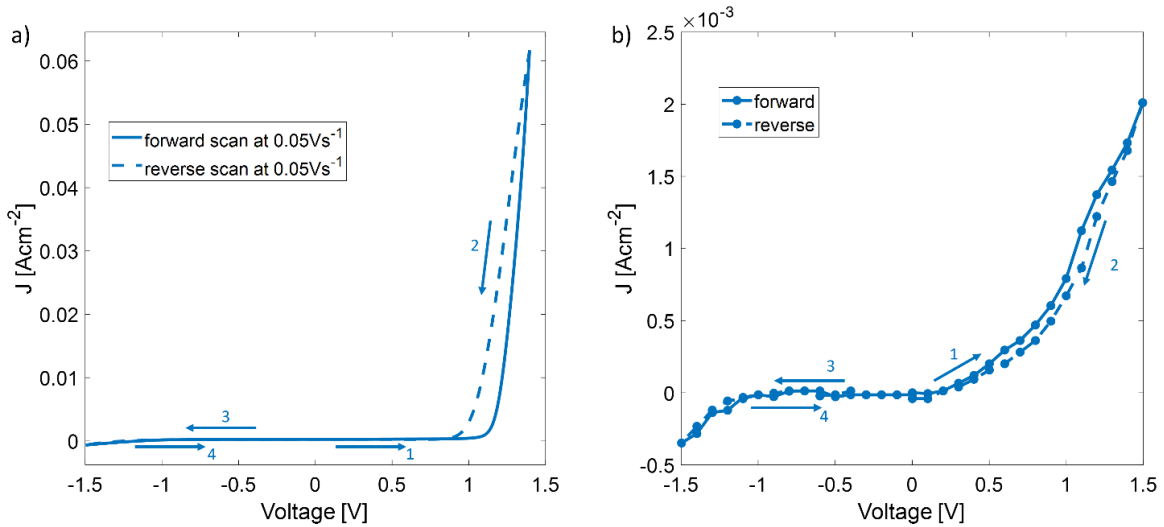 a)
0.06
0.05
0.04
0.03
0.02
0.01
0
J [Acm⁻²]
forward scan at 0.05Vs⁻¹
reverse scan at 0.05Vs⁻¹
2
3
4
1
-1.5 -1 -0.5 0 0.5 1 1.5
Voltage [V]
b)
×10⁻³
2.5
2
1.5
1
0.5
0
-0.5
J [Acm⁻²]
forward
reverse
2
1
3
4
-1.5 -1 -0.5 0 0.5 1 1.5
Voltage [V]